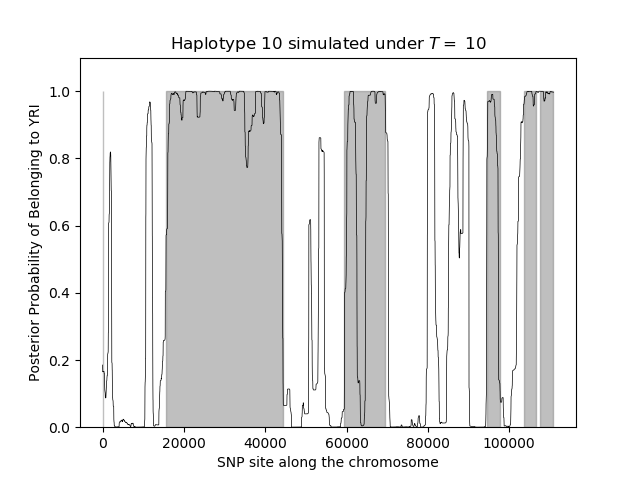 Haplotype 10 simulated under T = 10
Posterior Probability of Belonging to YRI
1.0
0.8
0.6
0.4
0.2
0.0
0 20000 40000 60000 80000 100000
SNP site along the chromosome